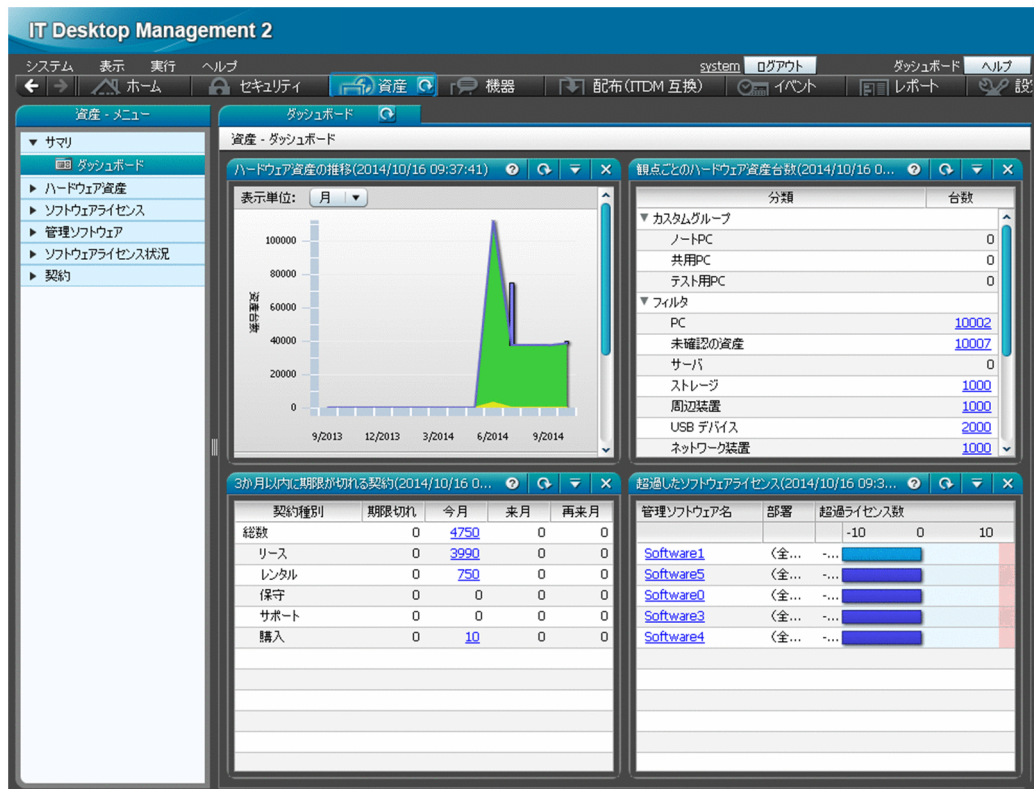 IT Desktop Management 2
システム 表示 実行 ヘルプ system ログアウト ダッシュボード ヘルプ
ホーム セキュリティ 資産 機器 配布(ITDM 互換) イベント レポート 設
資産 - メニュー
▼ サマリ
ダッシュボード
▶ ハードウェア資産
▶ ソフトウェアライセンス
▶ 管理ソフトウェア
▶ ソフトウェアライセンス状況
▶ 契約
ダッシュボード
資産 - ダッシュボード
ハードウェア資産の推移(2014/10/16 09:37:41)
表示単位: 月
資産台数
100000
80000
60000
40000
20000
0
9/2013 12/2013 3/2014 6/2014 9/2014
観点ごとのハードウェア資産台数(2014/10/16 0...
分類 台数
▼ カスタムグループ
ノートPC 0
共用PC 0
テスト用PC 0
▼ フィルタ
PC 10002
未確認の資産 10007
サーバ 0
ストレージ 1000
周辺装置 1000
USB デバイス 2000
ネットワーク装置 1000
3か月以内に期限が切れる契約(2014/10/16 0...
契約種別 期限切れ 今月 来月 再来月
総数 0 4750 0 0
リース 0 3990 0 0
レンタル 0 750 0 0
保守 0 0 0 0
サポート 0 0 0 0
購入 0 10 0 0
超過したソフトウェアライセンス(2014/10/16 09:3...
管理ソフトウェア名 部署 超過ライセンス数
-10 0 10
Software1 (全... -...
Software5 (全... -...
Software0 (全... -...
Software3 (全... -...
Software4 (全... -...